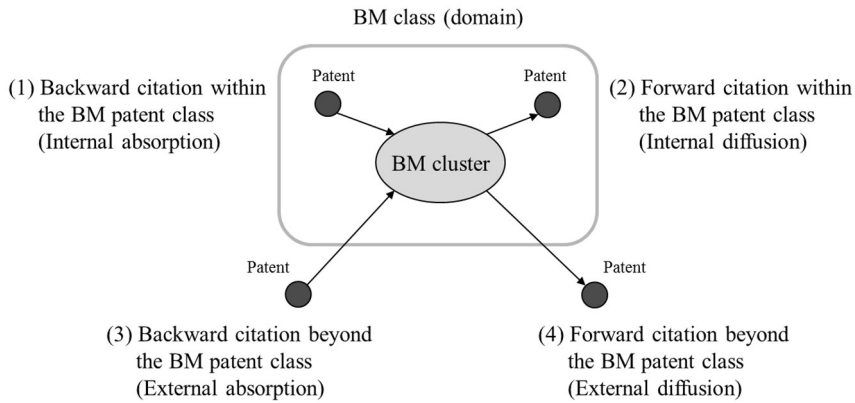 BM class (domain)
Patent
Patent
(1) Backward citation within
the BM patent class
(Internal absorption)
(2) Forward citation within
the BM patent class
(Internal diffusion)
BM cluster
Patent
Patent
(3) Backward citation beyond
the BM patent class
(External absorption)
(4) Forward citation beyond
the BM patent class
(External diffusion)